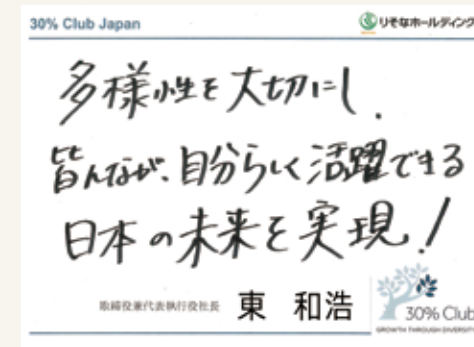 30% Club Japan
りそなホールディングス
多様性を大切にし、
皆んなが、自分らしく活躍できる
日本の未来を実現!
取締役兼代表執行役社長 東 和浩
30% Club
GROWTH THROUGH DIVERSITY